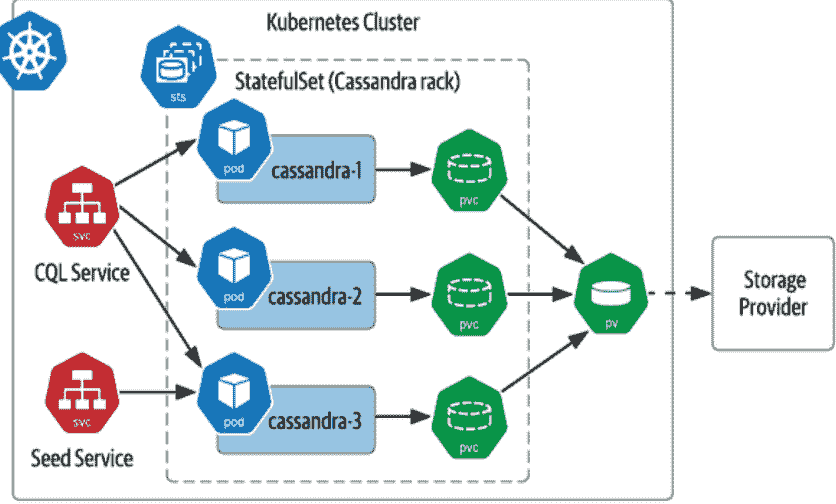 Kubernetes Cluster
sts
StatefulSet (Cassandra rack)
pod
cassandra-1
pvc
svc
CQL Service
pod
cassandra-2
pvc
pv
Storage
Provider
svc
Seed Service
pod
cassandra-3
pvc